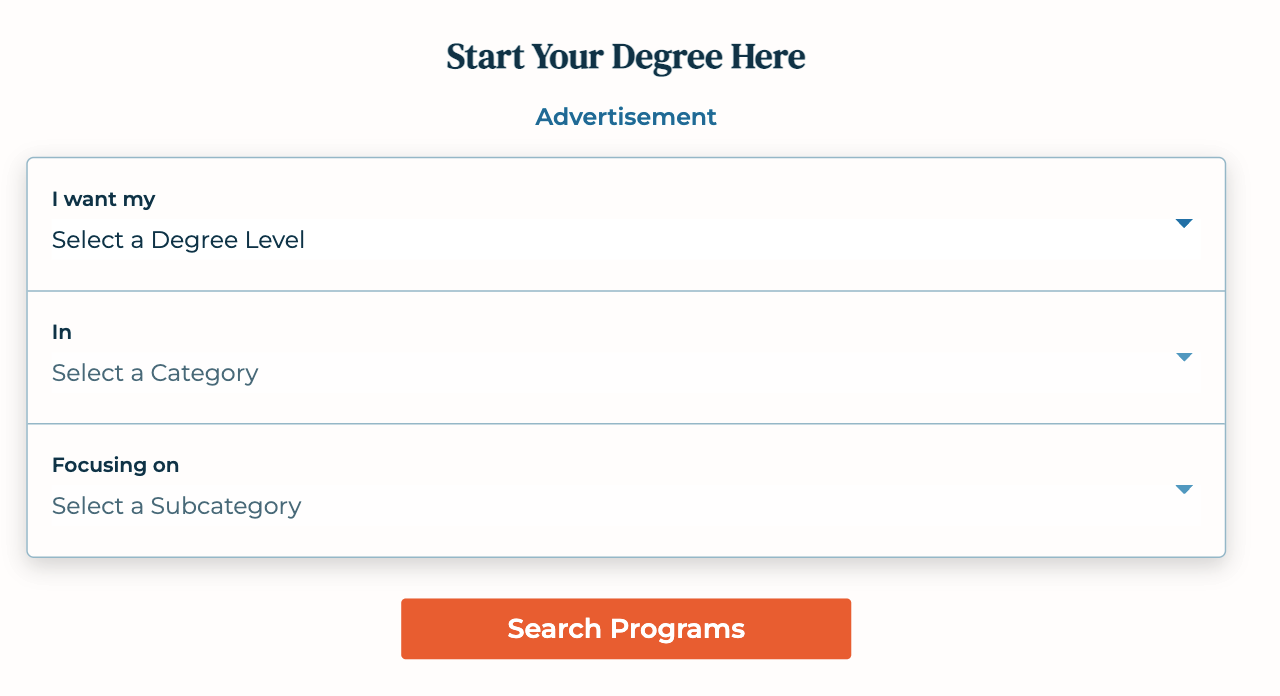 Start Your Degree Here
Advertisement
I want my
Select a Degree Level
In
Select a Category
Focusing on
Select a Subcategory
Search Programs